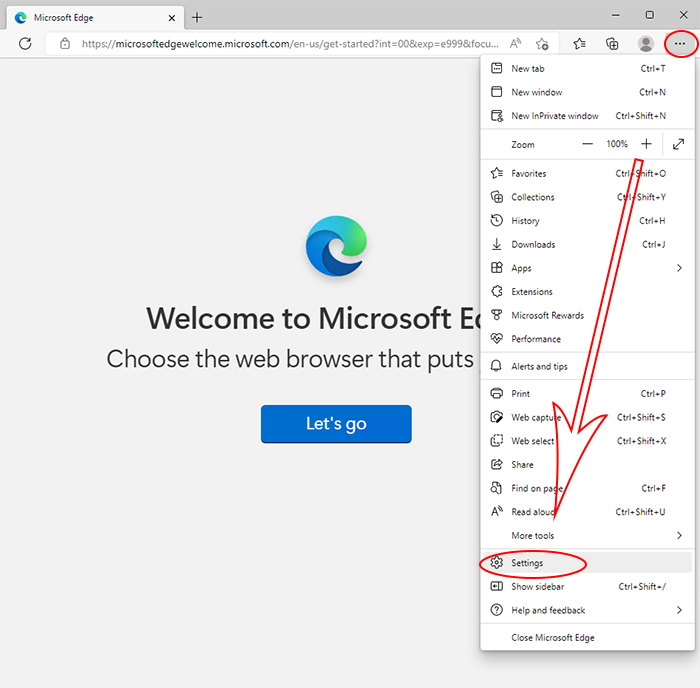 Microsoft Edge
https://microsoftedgewelcome.microsoft.com/en-us/get-started?int=00&exp=e999&focu...
New tab Ctrl+T
New window Ctrl+N
New InPrivate window Ctrl+Shift+N
Zoom 100%
Favorites Ctrl+Shift+O
Collections Ctrl+Shift+Y
History Ctrl+H
Downloads Ctrl+J
Apps
Extensions
Microsoft Rewards
Performance
Alerts and tips
Print Ctrl+P
Web capture Ctrl+Shift+S
Web select Ctrl+Shift+X
Share
Find on page Ctrl+F
Read aloud Ctrl+Shift+U
More tools
Settings
Show sidebar Ctrl+Shift+/
Help and feedback
Close Microsoft Edge
Welcome to Microsoft Ed
Choose the web browser that puts
Let's go